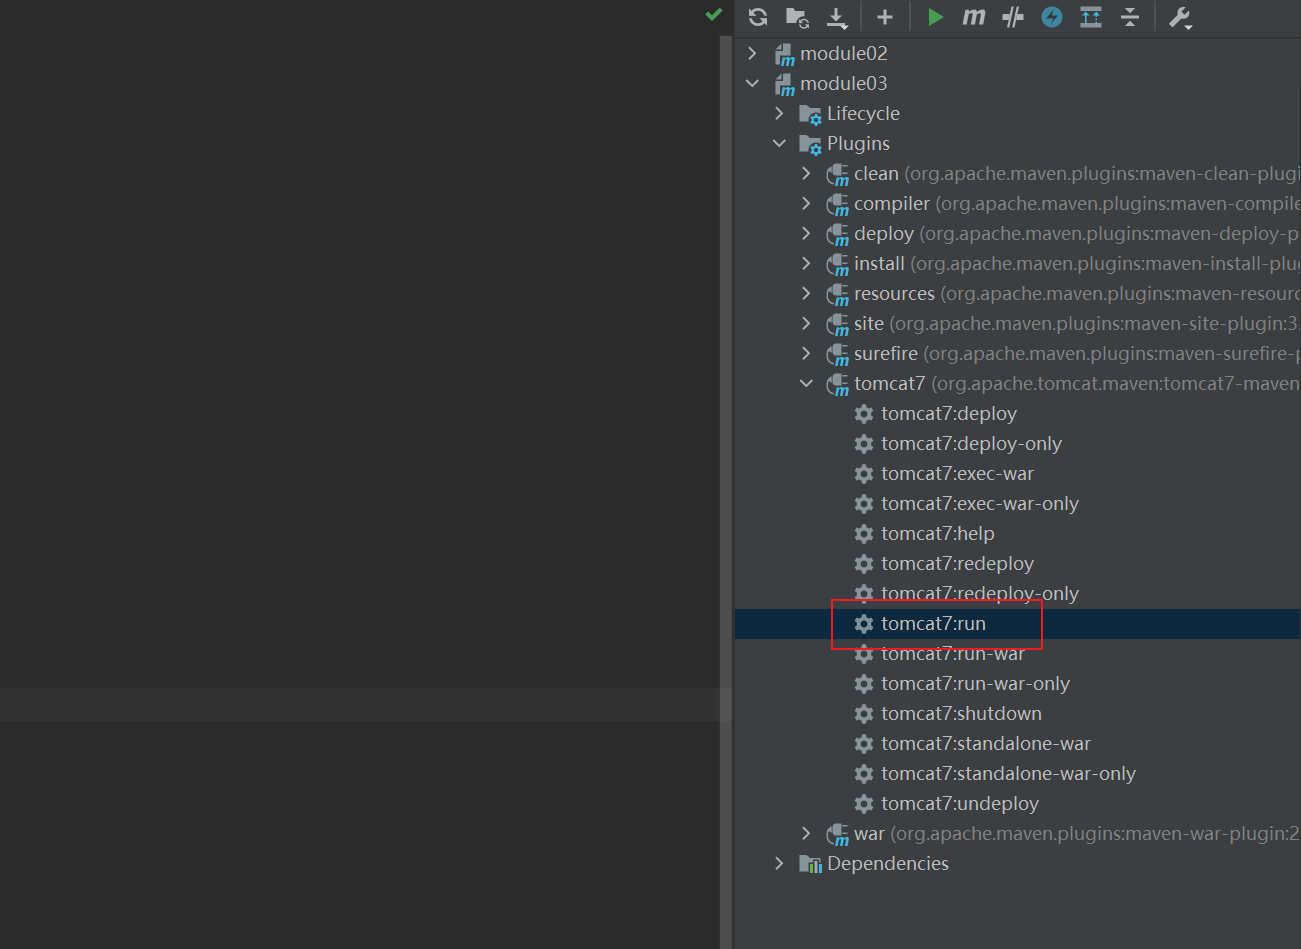 module02
module03
Lifecycle
Plugins
clean (org.apache.maven.plugins:maven-clean-plugi
compiler (org.apache.maven.plugins:maven-compile
deploy (org.apache.maven.plugins:maven-deploy-p
install (org.apache.maven.plugins:maven-install-plu
resources (org.apache.maven.plugins:maven-resourc
site (org.apache.maven.plugins:maven-site-plugin:3.
surefire (org.apache.maven.plugins:maven-surefire-p
tomcat7 (org.apache.tomcat.maven:tomcat7-maven
tomcat7:deploy
tomcat7:deploy-only
tomcat7:exec-war
tomcat7:exec-war-only
tomcat7:help
tomcat7:redeploy
tomcat7:redeploy-only
tomcat7:run
tomcat7:run-war
tomcat7:run-war-only
tomcat7:shutdown
tomcat7:standalone-war
tomcat7:standalone-war-only
tomcat7:undeploy
war (org.apache.maven.plugins:maven-war-plugin:2
Dependencies